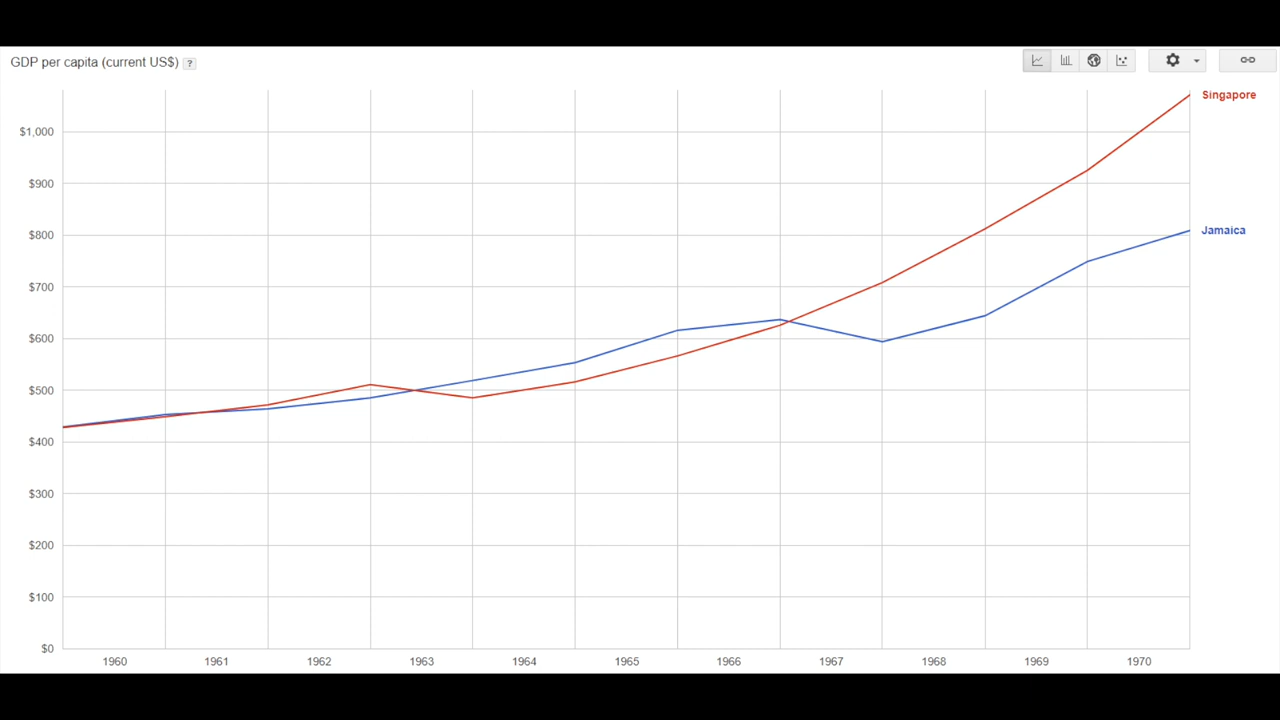 GDP per capita (current US$) ?
Singapore
$1,000
$900
$800
Jamaica
$700
$600
$500
$400
$300
$200
$100
$0
1960 1961 1962 1963 1964 1965 1966 1967 1968 1969 1970